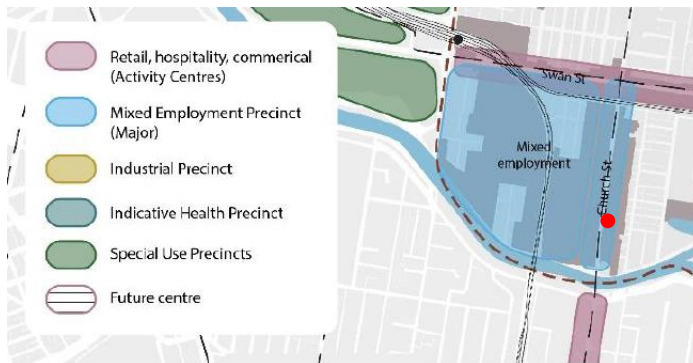 Retail, hospitality, commerical
(Activity Centres)
Mixed Employment Precinct
(Major)
Industrial Precinct
Indicative Health Precinct
Special Use Precincts
Future centre
Swan St
Mixed
employment
Church St